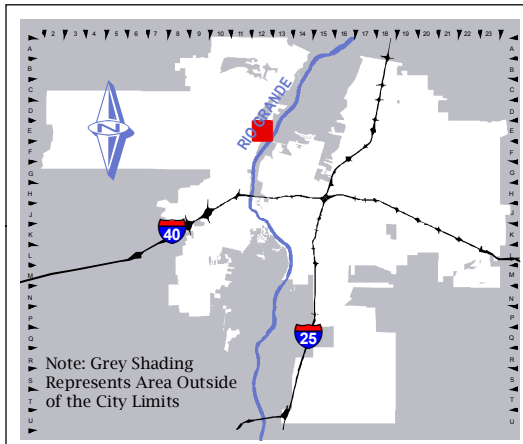 2 3 4 5 6 7 8 9 10 11 12 13 14 15 16 17 18 19 20 21 22 23
A A
B B
C C
D D
E E
F F
G G
H H
J J
K K
L L
M M
N N
P P
Q Q
R R
S S
T T
U U
N
RIO GRANDE
40
25
Note: Grey Shading
Represents Area Outside
of the City Limits